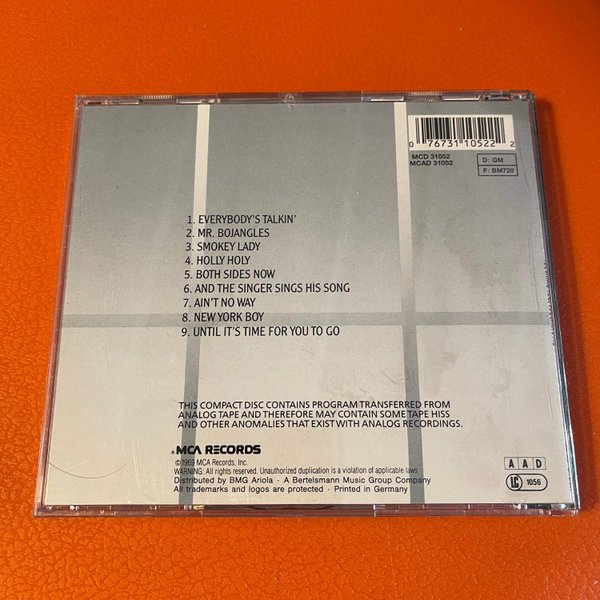 0 76731 10522 2
MCD 31052
MCAD 31052
D: QM
F: BM720
1. EVERYBODY'S TALKIN'
2. MR. BOJANGLES
3. SMOKEY LADY
4. HOLLY HOLY
5. BOTH SIDES NOW
6. AND THE SINGER SINGS HIS SONG
7. AIN'T NO WAY
8. NEW YORK BOY
9. UNTIL IT'S TIME FOR YOU TO GO
THIS COMPACT DISC CONTAINS PROGRAM TRANSFERRED FROM
ANALOG TAPE AND THEREFORE MAY CONTAIN SOME TAPE HISS
AND OTHER ANOMALIES THAT EXIST WITH ANALOG RECORDINGS.
MCA RECORDS
©1969 MCA Records, Inc.
WARNING: All rights reserved. Unauthorized duplication is a violation of applicable laws.
Distributed by BMG Ariola · A Bertelsmann Music Group Company
All trademarks and logos are protected · Printed in Germany
A A D
LC 1056